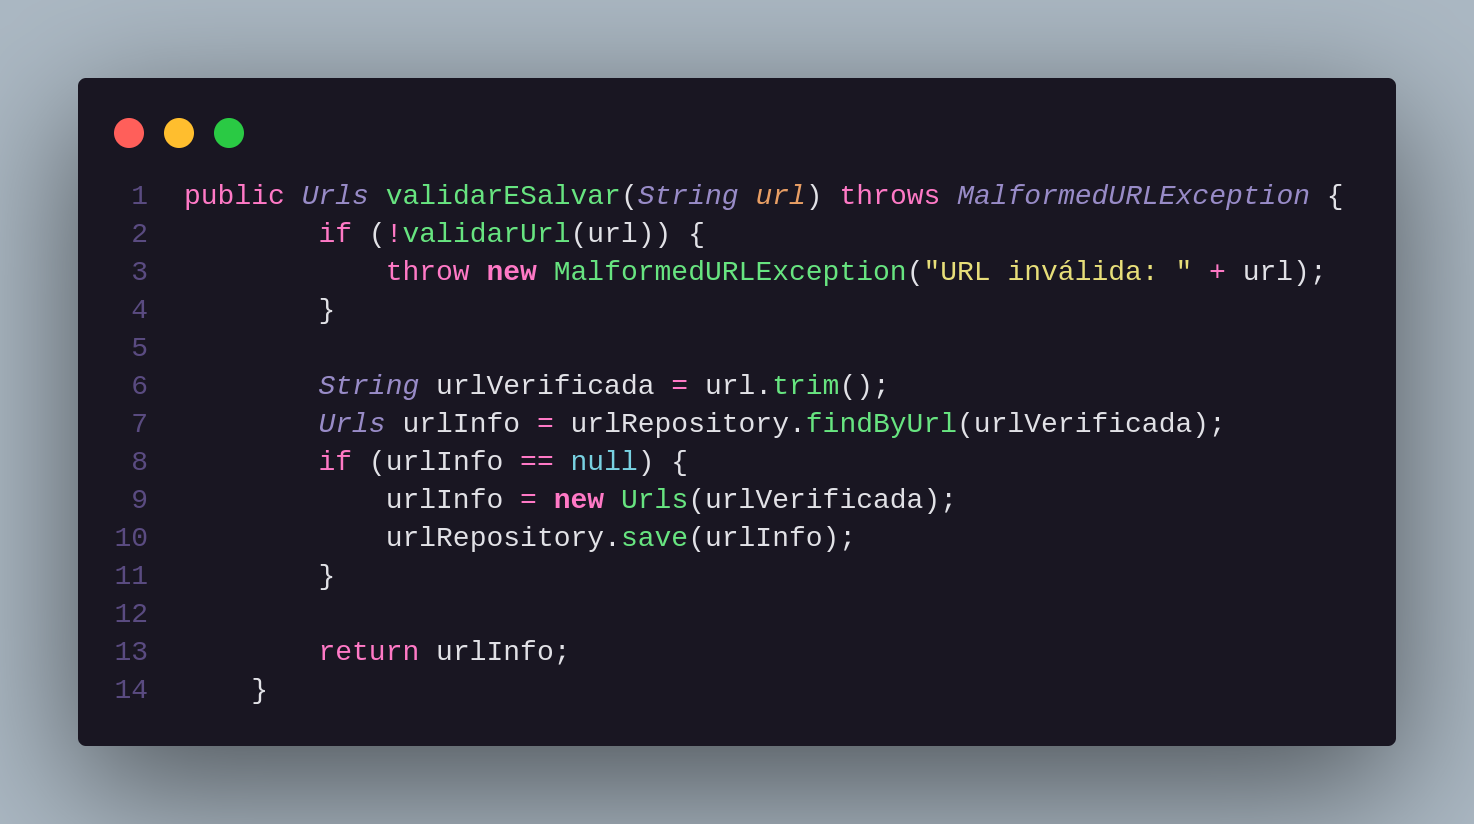 1 public Urls validarESalvar(String url) throws MalformedURLException {
2         if (!validarUrl(url)) {
3             throw new MalformedURLException("URL inválida: " + url);
4         }
5
6         String urlVerificada = url.trim();
7         Urls urlInfo = urlRepository.findByUrl(urlVerificada);
8         if (urlInfo == null) {
9             urlInfo = new Urls(urlVerificada);
10             urlRepository.save(urlInfo);
11         }
12
13         return urlInfo;
14     }